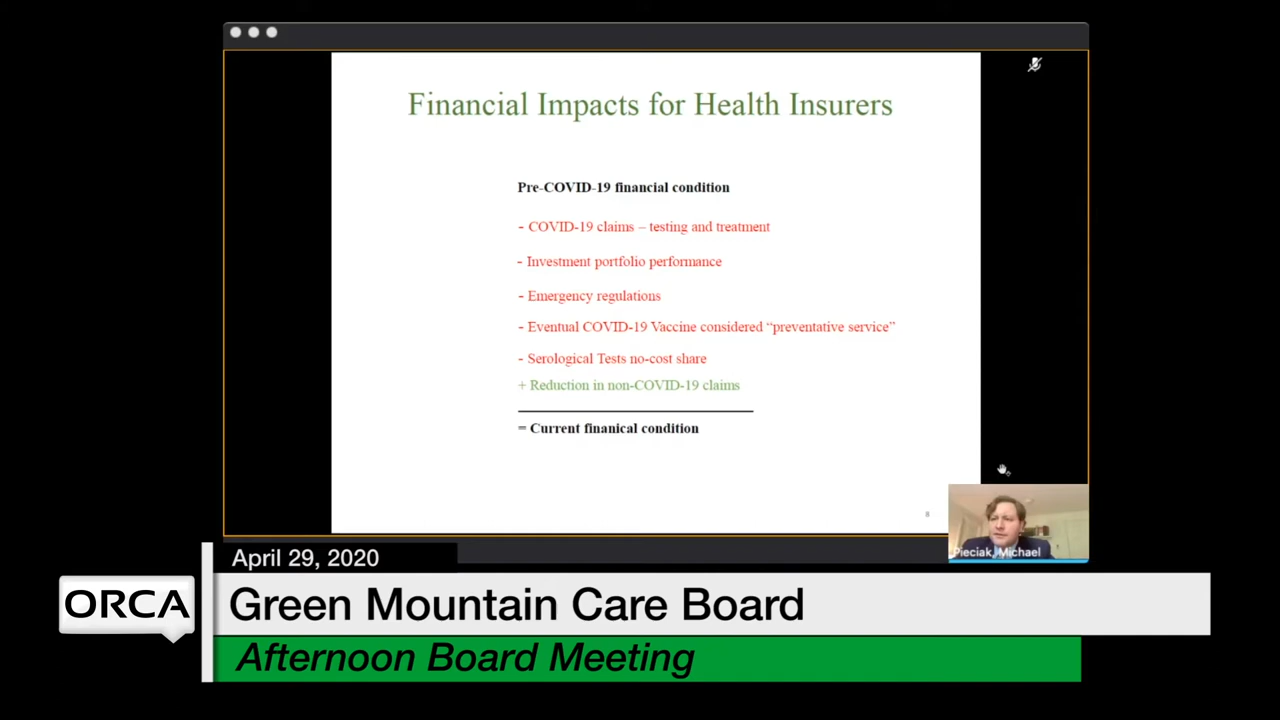 Financial Impacts for Health Insurers
Pre-COVID-19 financial condition
- COVID-19 claims – testing and treatment
- Investment portfolio performance
- Emergency regulations
- Eventual COVID-19 Vaccine considered “preventative service”
- Serological Tests no-cost share
+ Reduction in non-COVID-19 claims
= Current finanical condition
8
Pieciak, Michael
April 29, 2020
ORCA
Green Mountain Care Board
Afternoon Board Meeting